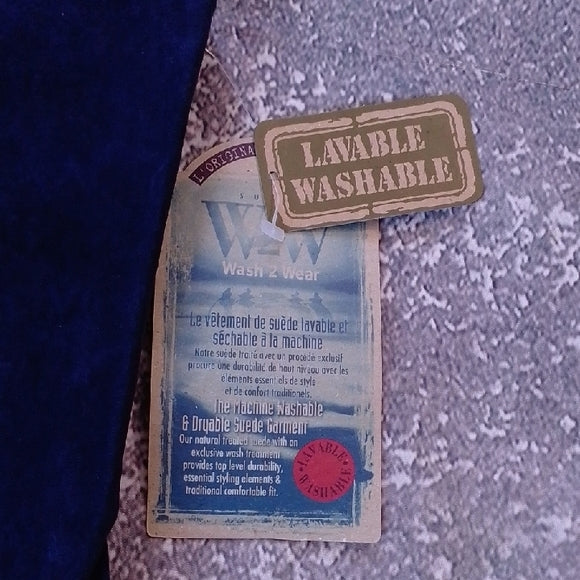 LAVABLE
WASHABLE
L'ORIGINA
W2W
Wash 2 Wear
Le vêtement de suède lavable et
séchable à la machine
Notre suède traité avec un procédé exclusif
procure une durabilité de haut niveau avec les
éléments essentiels de style
et de confort traditionels.
The Machine Washable
& Dryable Suede Garment
Our natural treated suede with an
exclusive wash treatment
provides top level durability,
essential styling elements &
traditional comfortable fit.
LAVABLE
WASHABLE